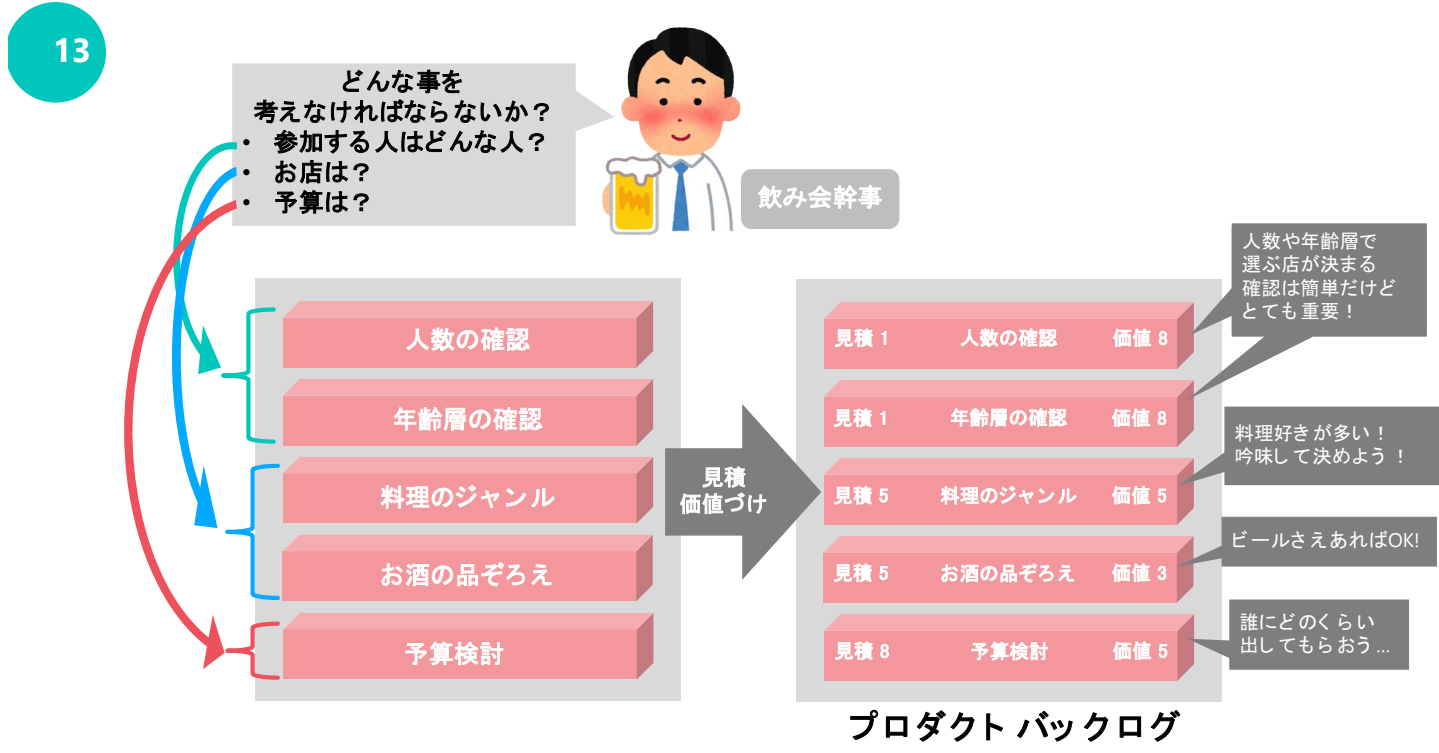 13
どんな事を
考えなければならないか？
• 参加する人はどんな人？
• お店は？
• 予算は？
飲み会幹事
人数の確認
年齢層の確認
料理のジャンル
お酒の品ぞろえ
予算検討
見積
価値づけ
見積 1 人数の確認 価値 8
見積 1 年齢層の確認 価値 8
見積 5 料理のジャンル 価値 5
見積 5 お酒の品ぞろえ 価値 3
見積 8 予算検討 価値 5
人数や年齢層で
選ぶ店が決まる
確認は簡単だけど
とても重要！
料理好きが多い！
吟味して決めよう！
ビールさえあればOK!
誰にどのくらい
出してもらおう...
プロダクト バックログ